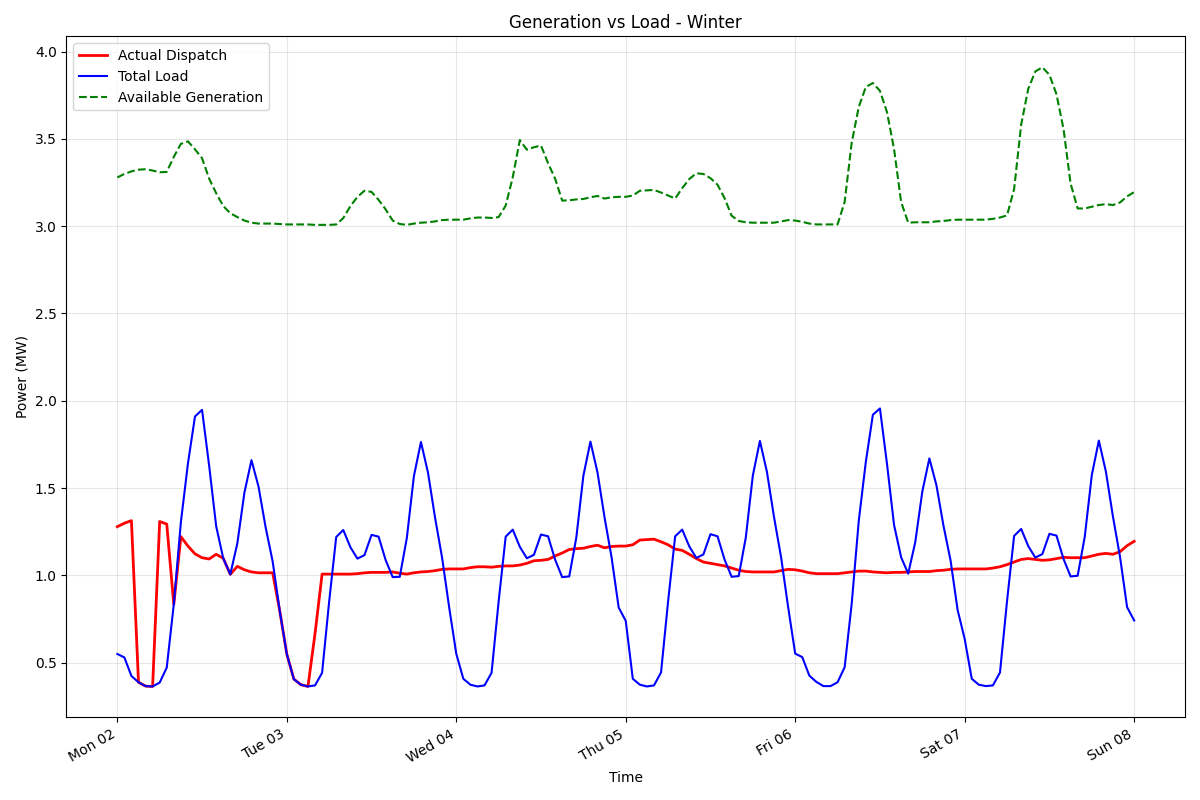 Generation vs Load - Winter
Actual Dispatch
Total Load
Available Generation
Power (MW)
4.0
3.5
3.0
2.5
2.0
1.5
1.0
0.5
Mon 02
Tue 03
Wed 04
Thu 05
Fri 06
Sat 07
Sun 08
Time